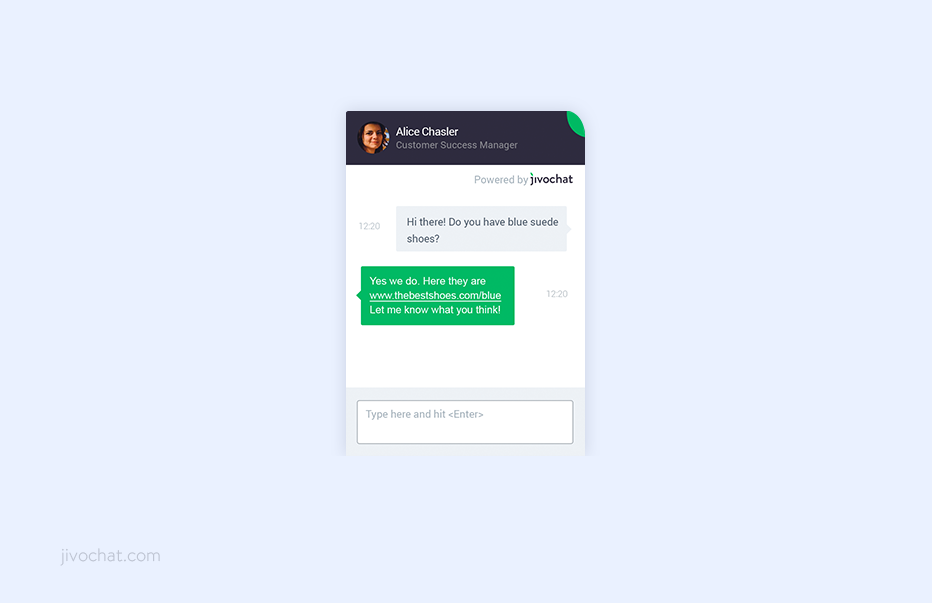 Alice Chasler
Customer Success Manager
Powered by jivochat
12:20
Hi there! Do you have blue suede
shoes?
Yes we do. Here they are
www.thebestshoes.com/blue
Let me know what you think!
12:20
Type here and hit <Enter>
jivochat.com